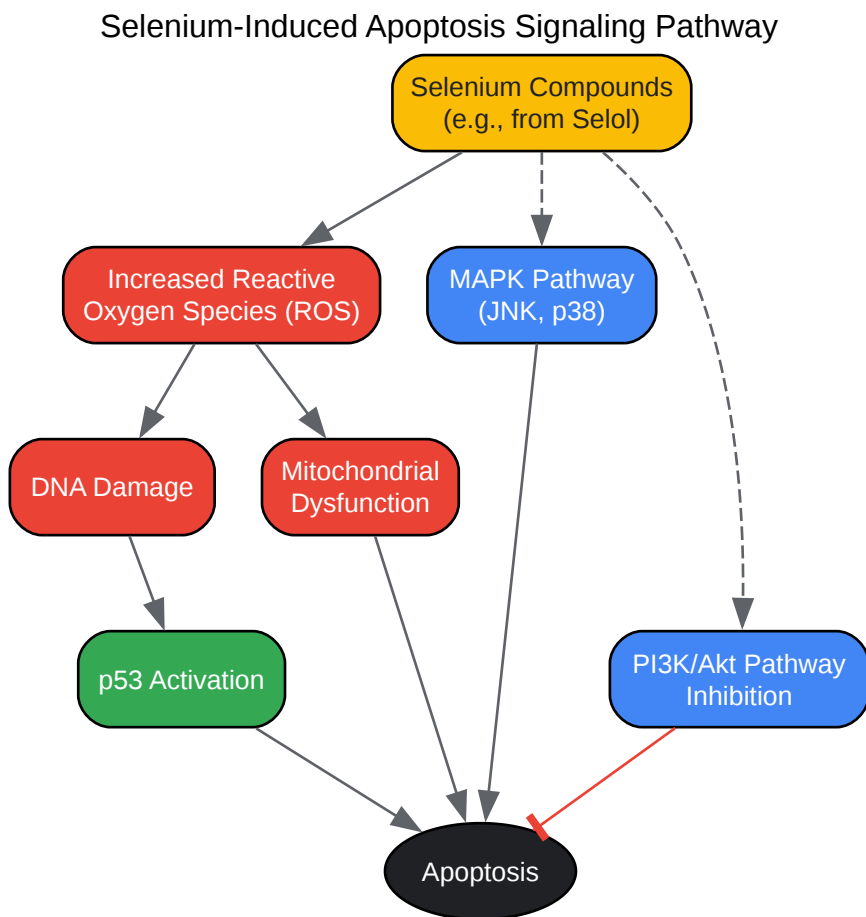 Selenium-Induced Apoptosis Signaling Pathway
Selenium Compounds
(e.g., from Selol)
Increased Reactive
Oxygen Species (ROS)
MAPK Pathway
(JNK, p38)
DNA Damage
Mitochondrial
Dysfunction
p53 Activation
PI3K/Akt Pathway
Inhibition
Apoptosis